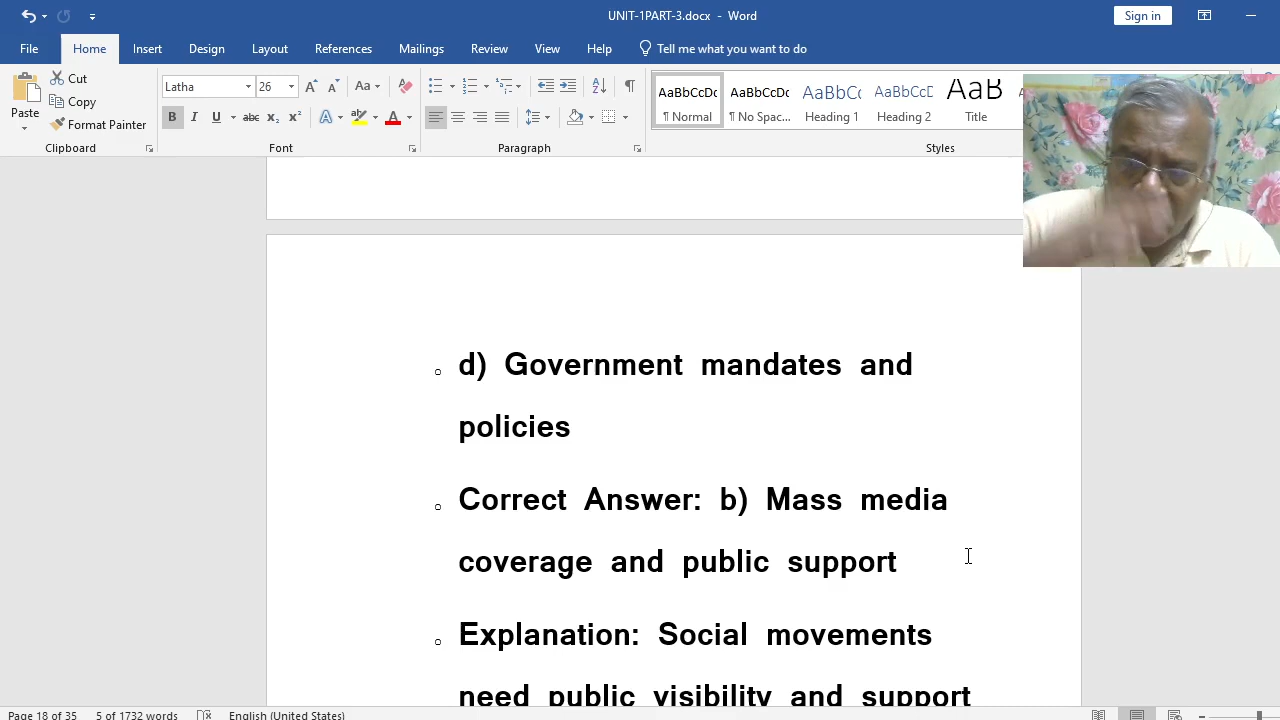 UNIT-1PART-3.docx - Word
Sign in
File Home Insert Design Layout References Mailings Review View Help Tell me what you want to do
Paste
Cut
Copy
Format Painter
Latha 26
B I U abc x₂ x²
AaBbCcDc AaBbCcDc AaBbCc AaBbCcD AaB
¶ Normal ¶ No Spac... Heading 1 Heading 2 Title
Clipboard Font Paragraph Styles
d) Government mandates and
policies
Correct Answer: b) Mass media
coverage and public support
Explanation: Social movements
need public visibility and support
Page 18 of 35 5 of 1732 words English (United States)